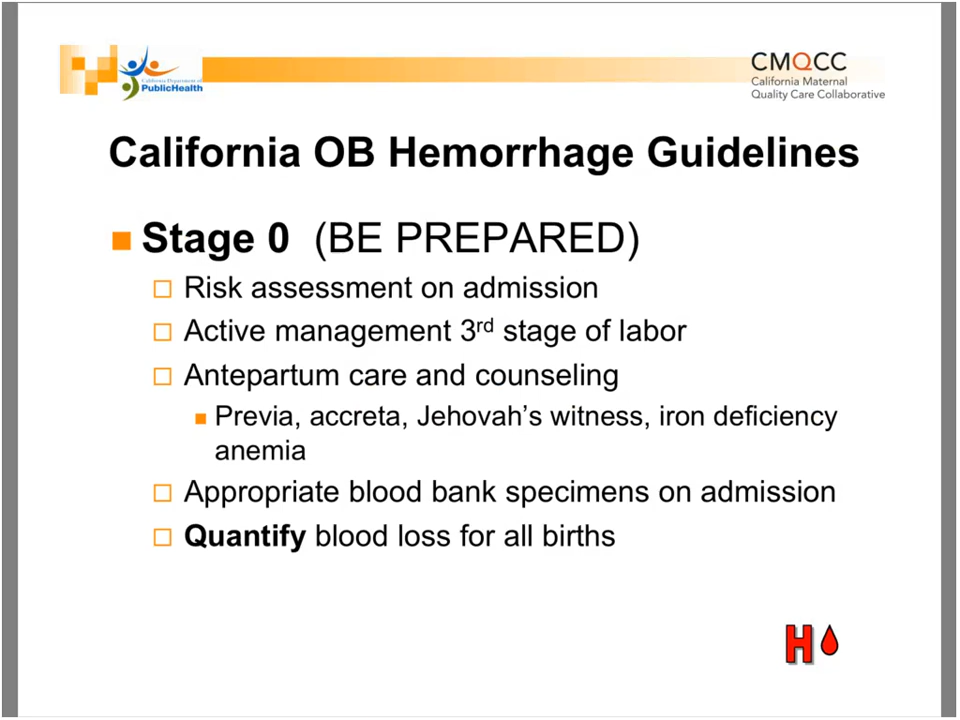 California Department of
PublicHealth
CMQCC
California Maternal
Quality Care Collaborative
California OB Hemorrhage Guidelines
Stage 0 (BE PREPARED)
Risk assessment on admission
Active management 3rd stage of labor
Antepartum care and counseling
Previa, accreta, Jehovah's witness, iron deficiency
anemia
Appropriate blood bank specimens on admission
Quantify blood loss for all births
H